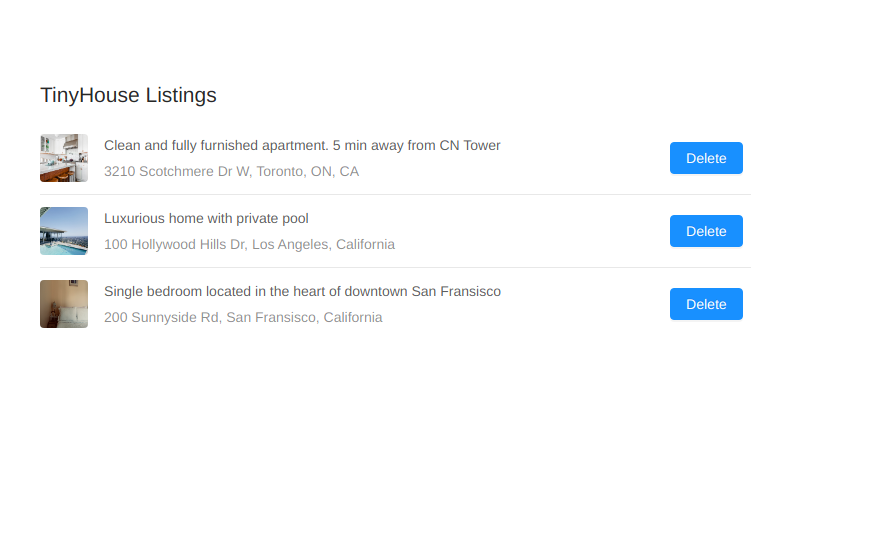 TinyHouse Listings
Clean and fully furnished apartment. 5 min away from CN Tower
3210 Scotchmere Dr W, Toronto, ON, CA
Delete
Luxurious home with private pool
100 Hollywood Hills Dr, Los Angeles, California
Delete
Single bedroom located in the heart of downtown San Fransisco
200 Sunnyside Rd, San Fransisco, California
Delete